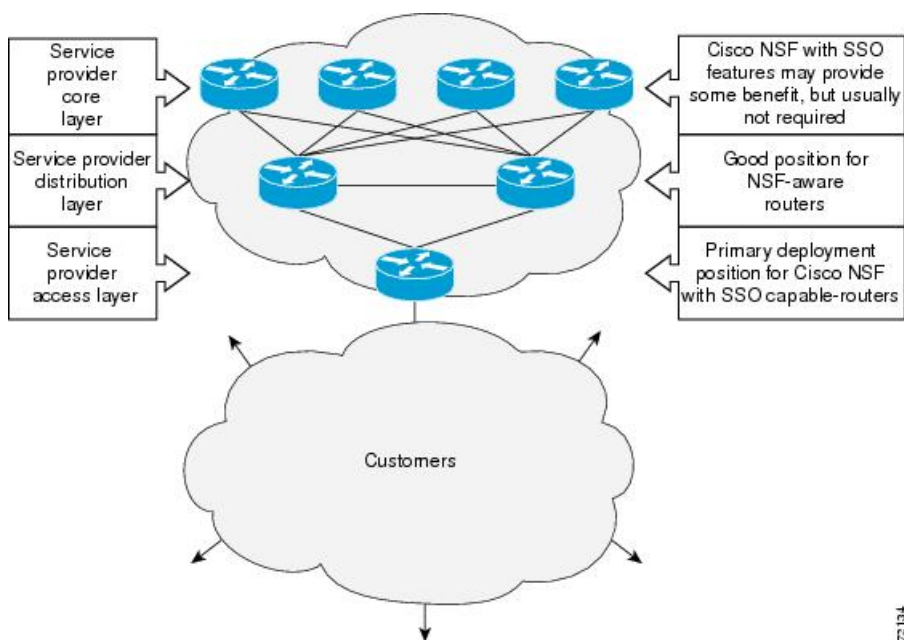 Service
provider
core
layer
Cisco NSF with SSO
features may provide
some benefit, but usually
not required
Service provider
distribution
layer
Good position for
NSF-aware
routers
Service
provider
access layer
Primary deployment
position for Cisco NSF
with SSO capable-routers
Customers
72134